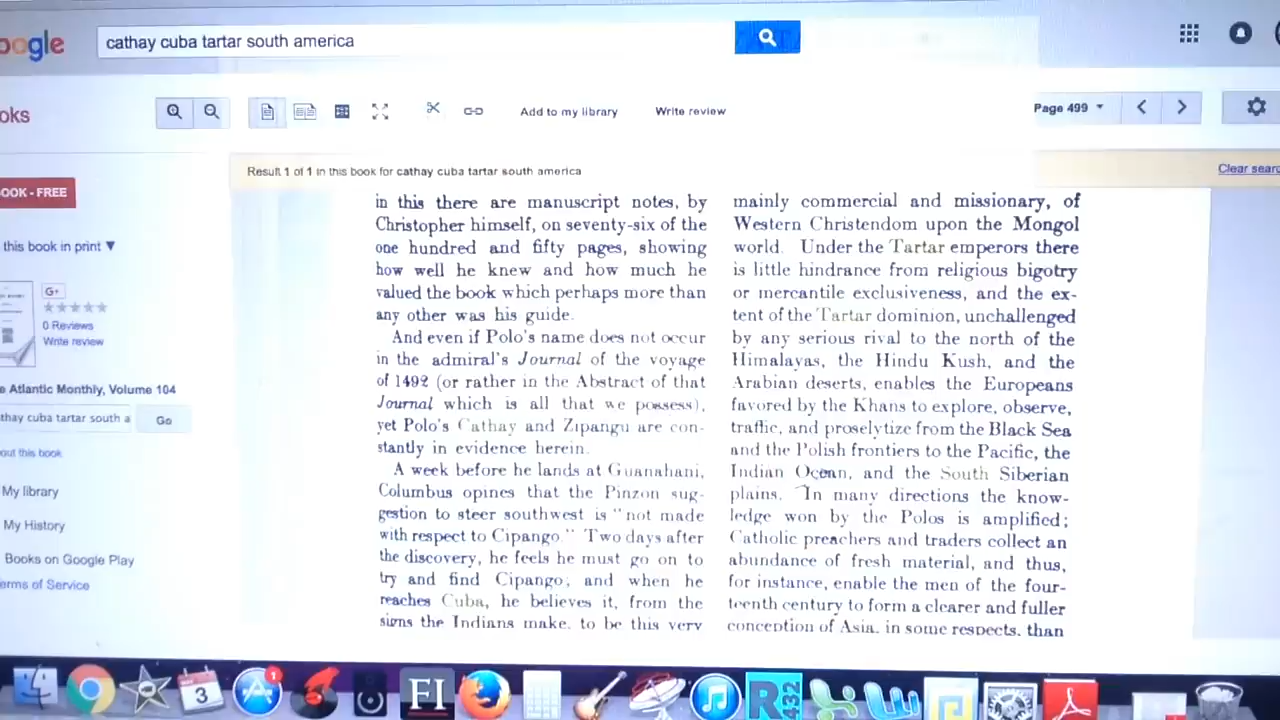 oogle
cathay cuba tartar south america
oks
Add to my library
Write review
Page 499
Result 1 of 1 in this book for cathay cuba tartar south america
Clear searc
OOK - FREE
this book in print ▼
G+
0 Reviews
Write review
e Atlantic Monthly, Volume 104
thay cuba tartar south a
Go
out this book
My library
My History
Books on Google Play
erms of Service
in this there are manuscript notes, by
Christopher himself, on seventy-six of the
one hundred and fifty pages, showing
how well he knew and how much he
valued the book which perhaps more than
any other was his guide.
And even if Polo's name does not occur
in the admiral's Journal of the voyage
of 1492 (or rather in the Abstract of that
Journal which is all that we possess),
yet Polo's Cathay and Zipangu are con-
stantly in evidence herein.
A week before he lands at Guanahani,
Columbus opines that the Pinzon sug-
gestion to steer southwest is "not made
with respect to Cipango." Two days after
the discovery, he feels he must go on to
try and find Cipango; and when he
reaches Cuba, he believes it, from the
signs the Indians make, to be this very
mainly commercial and missionary, of
Western Christendom upon the Mongol
world. Under the Tartar emperors there
is little hindrance from religious bigotry
or mercantile exclusiveness, and the ex-
tent of the Tartar dominion, unchallenged
by any serious rival to the north of the
Himalayas, the Hindu Kush, and the
Arabian deserts, enables the Europeans
favored by the Khans to explore, observe,
traffic, and proselytize from the Black Sea
and the Polish frontiers to the Pacific, the
Indian Ocean, and the South Siberian
plains. In many directions the know-
ledge won by the Polos is amplified;
Catholic preachers and traders collect an
abundance of fresh material, and thus,
for instance, enable the men of the four-
teenth century to form a clearer and fuller
conception of Asia, in some respects, than
3
1
FI
R
432